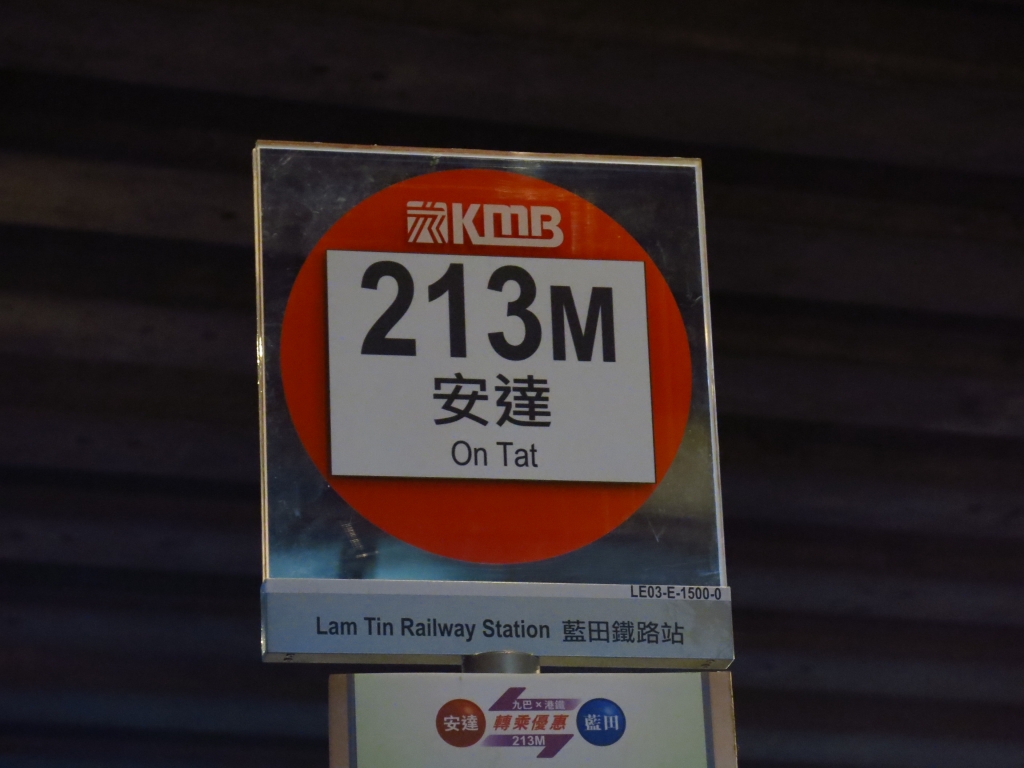 KMB
213M
安達
On Tat
LE03-E-1500-0
Lam Tin Railway Station 藍田鐵路站
九巴 × 港鐵
安達 轉乘優惠 藍田
213M